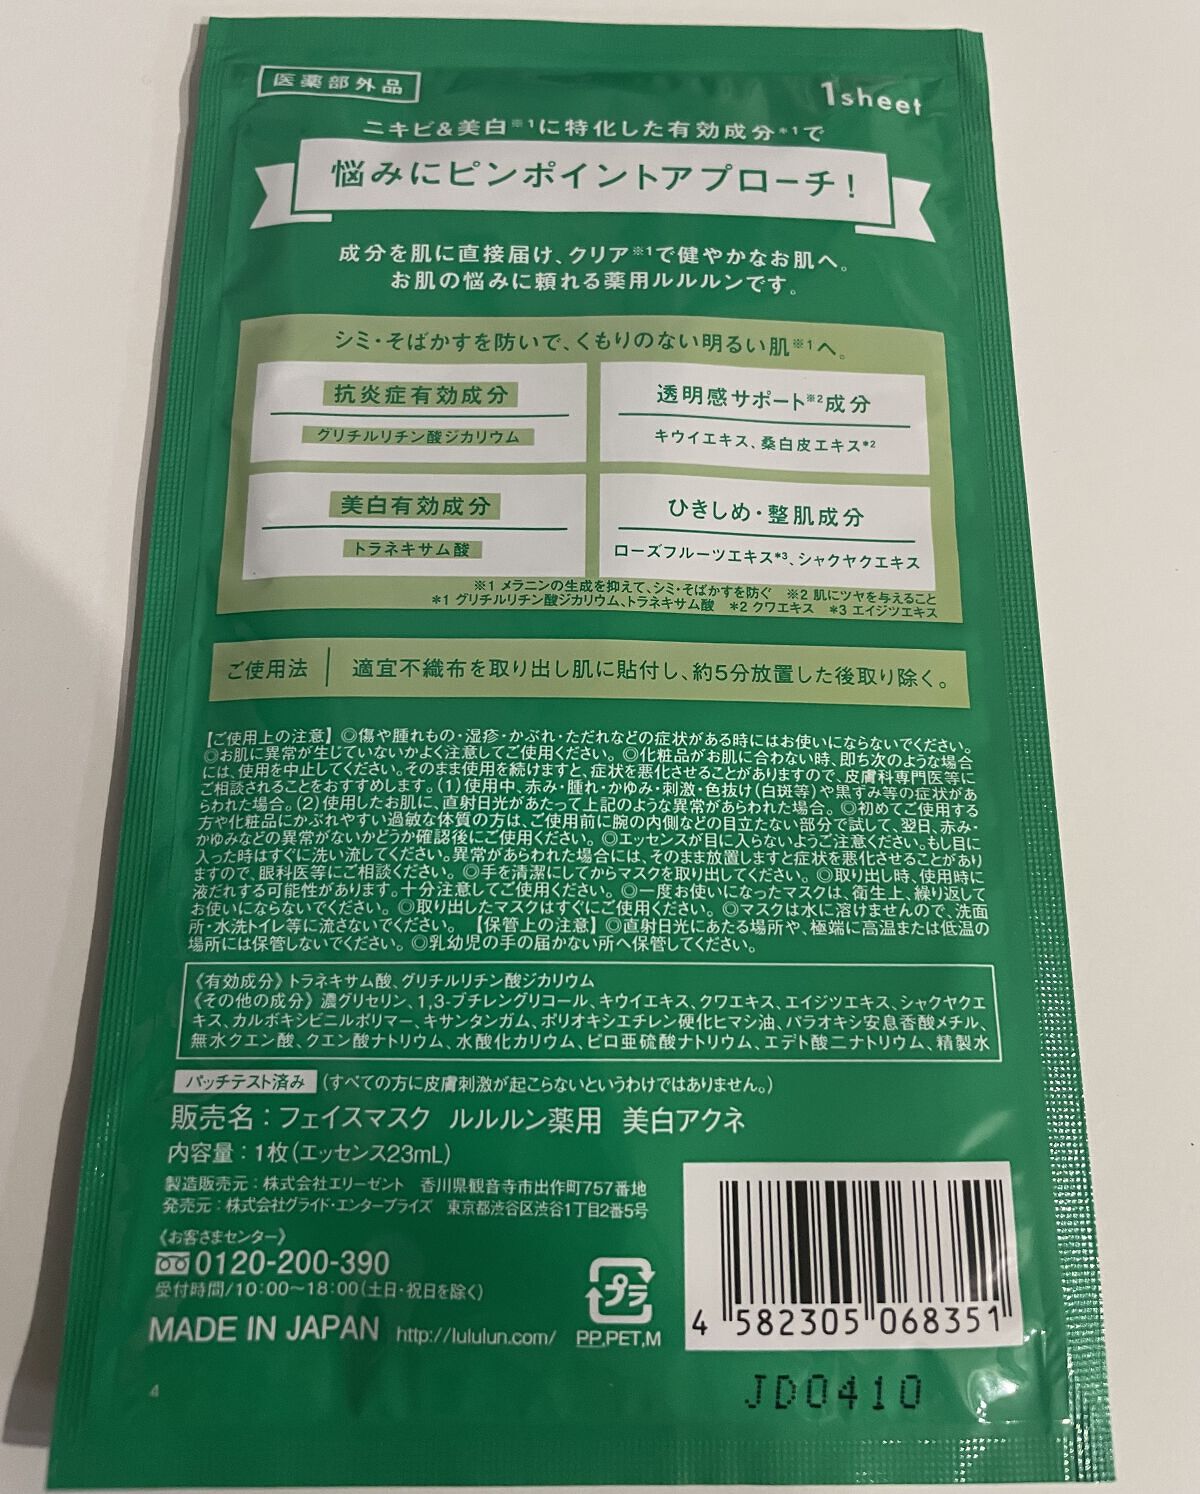 医薬部外品
1sheet
ニキビ&美白※1に特化した有効成分*1で
悩みにピンポイントアプローチ!
成分を肌に直接届け、クリア※1で健やかなお肌へ。
お肌の悩みに頼れる薬用ルルルンです。
シミ・そばかすを防いで、くもりのない明るい肌※1へ。
抗炎症有効成分
グリチルリチン酸ジカリウム
透明感サポート※2成分
キウイエキス、桑白皮エキス*2
美白有効成分
トラネキサム酸
ひきしめ・整肌成分
ローズフルーツエキス*3、シャクヤクエキス
※1 メラニンの生成を抑えて、シミ・そばかすを防ぐ ※2 肌にツヤを与えること
*1 グリチルリチン酸ジカリウム、トラネキサム酸 *2 クワエキス *3 エイジツエキス
ご使用法 適宜不織布を取り出し肌に貼付し、約5分放置した後取り除く。
【ご使用上の注意】◎傷や腫れもの・湿疹・かぶれ・ただれなどの症状がある時にはお使いにならないでください。
◎お肌に異常が生じていないかよく注意してご使用ください。◎化粧品がお肌に合わない時、即ち次のような場合
には、使用を中止してください。そのまま使用を続けますと、症状を悪化させることがありますので、皮膚科専門医等に
ご相談されることをおすすめします。(1)使用中、赤み・腫れ・かゆみ・刺激・色抜け(白斑等)や黒ずみ等の症状があ
らわれた場合。(2)使用したお肌に、直射日光があたって上記のような異常があらわれた場合。◎初めてご使用する
方や化粧品にかぶれやすい過敏な体質の方は、ご使用前に腕の内側などの目立たない部分で試して、翌日、赤み・
かゆみなどの異常がないかどうか確認後にご使用ください。◎エッセンスが目に入らないようご注意ください。もし目に
入った時はすぐに洗い流してください。異常があらわれた場合には、そのまま放置しますと症状を悪化させることがあり
ますので、眼科医等にご相談ください。◎手を清潔にしてからマスクを取り出してください。◎取り出し時、使用時に
液だれする可能性があります。十分注意してご使用ください。◎一度お使いになったマスクは、衛生上、繰り返して
お使いにならないでください。◎取り出したマスクはすぐにご使用ください。◎マスクは水に溶けませんので、洗面
所・水洗トイレ等に流さないでください。 【保管上の注意】◎直射日光にあたる場所や、極端に高温または低温の
場所には保管しないでください。◎乳幼児の手の届かない所へ保管してください。
《有効成分》トラネキサム酸、グリチルリチン酸ジカリウム
《その他の成分》濃グリセリン、1,3-ブチレングリコール、キウイエキス、クワエキス、エイジツエキス、シャクヤクエ
キス、カルボキシビニルポリマー、キサンタンガム、ポリオキシエチレン硬化ヒマシ油、パラオキシ安息香酸メチル、
無水クエン酸、クエン酸ナトリウム、水酸化カリウム、ピロ亜硫酸ナトリウム、エデト酸二ナトリウム、精製水
パッチテスト済み (すべての方に皮膚刺激が起こらないというわけではありません。)
販売名:フェイスマスク ルルルン薬用 美白アクネ
内容量:1枚(エッセンス23mL)
製造販売元:株式会社エリーゼント 香川県観音寺市出作町757番地
発売元:株式会社グライド・エンタープライズ 東京都渋谷区渋谷1丁目2番5号
《お客さまセンター》
0120-200-390
受付時間/10:00~18:00(土日・祝日を除く)
MADE IN JAPAN http://lululun.com/
プラ
PP,PET,M
4 582305 068351
4
JD0410